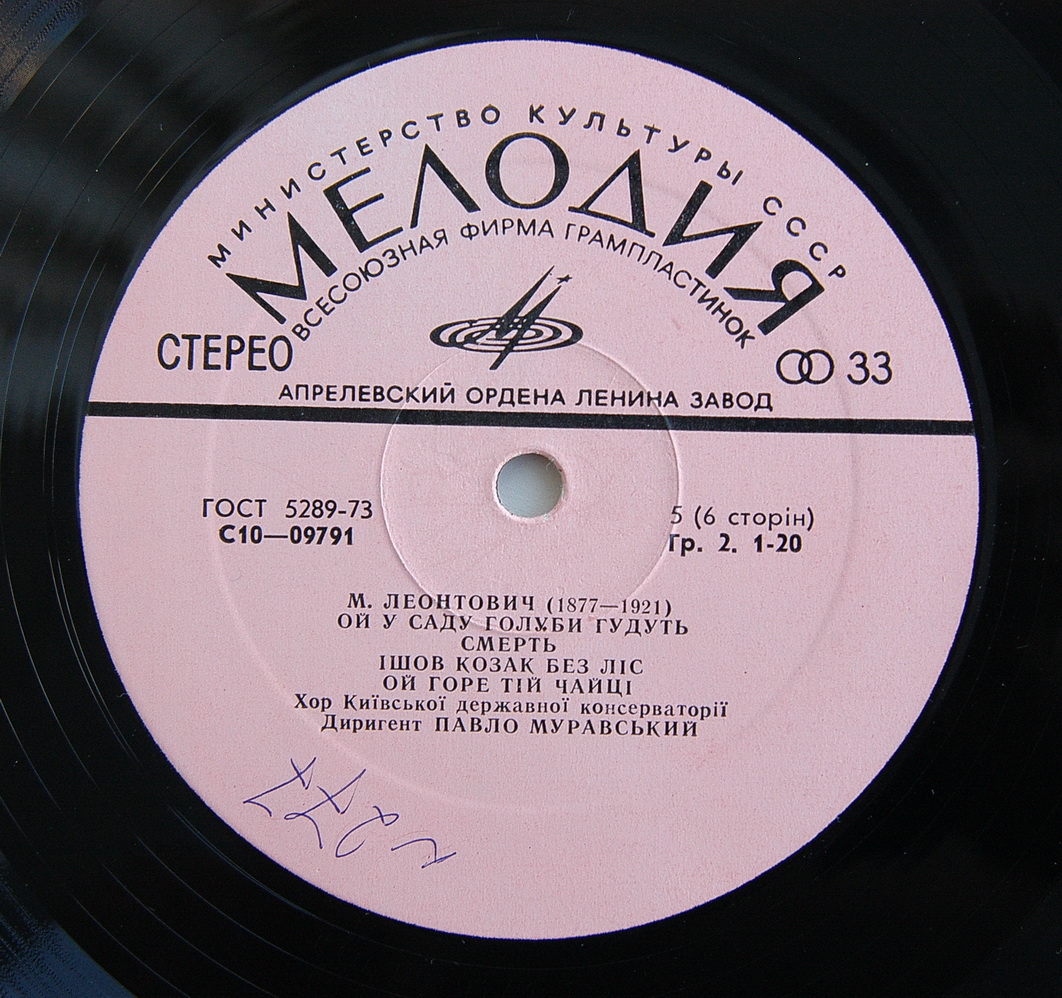 МИНИСТЕРСТВО КУЛЬТУРЫ СССР
МЕЛОДИЯ
ВСЕСОЮЗНАЯ ФИРМА ГРАМПЛАСТИНОК
СТЕРЕО
33
АПРЕЛЕВСКИЙ ОРДЕНА ЛЕНИНА ЗАВОД
ГОСТ 5289-73
С10—09791
5 (6 сторін)
Гр. 2. 1-20
М. ЛЕОНТОВИЧ (1877—1921)
ОЙ У САДУ ГОЛУБИ ГУДУТЬ
СМЕРТЬ
ІШОВ КОЗАК БЕЗ ЛІС
ОЙ ГОРЕ ТІЙ ЧАЙЦІ
Хор Київської державної консерваторії
Диригент ПАВЛО МУРАВСЬКИЙ